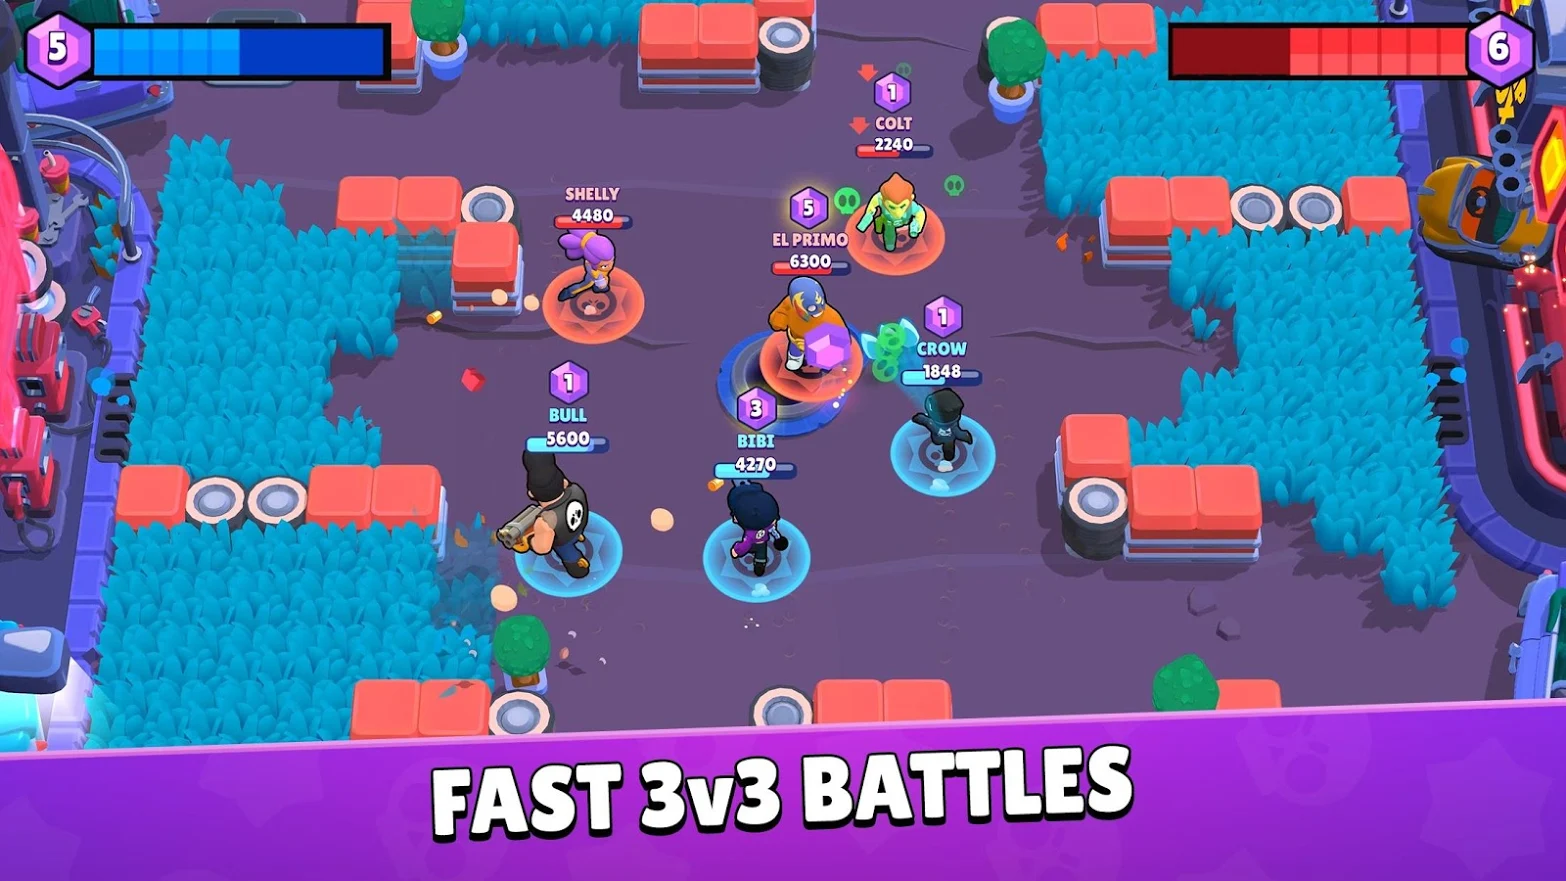 5
6
1
COLT
2240
SHELLY
4480
5
EL PRIMO
6300
1
CROW
1848
1
BULL
5600
3
BIBI
4270
FAST 3v3 BATTLES